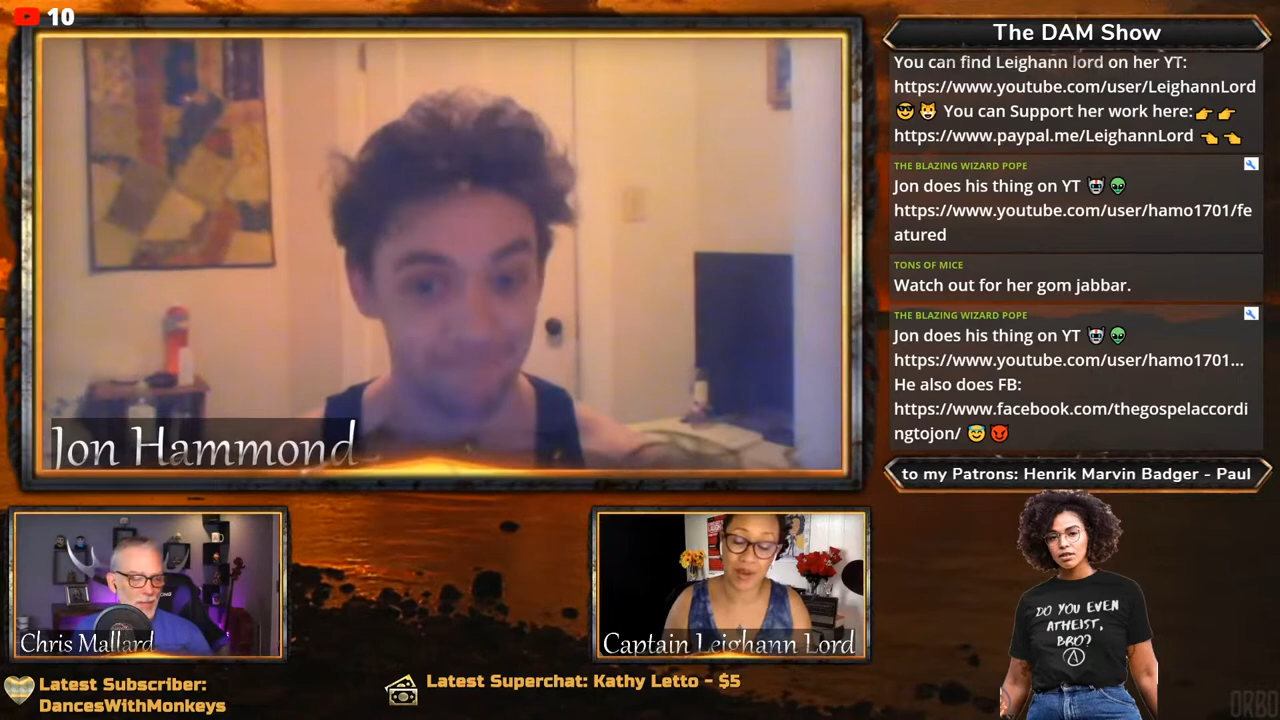 10
The DAM Show
You can find Leighann lord on her YT:
https://www.youtube.com/user/LeighannLord
😎 😺 You can Support her work here:👉 👉
https://www.paypal.me/LeighannLord 👈 👈
THE BLAZING WIZARD POPE
Jon does his thing on YT 🤖 👽
https://www.youtube.com/user/hamo1701/fe
atured
TONS OF MICE
Watch out for her gom jabbar.
THE BLAZING WIZARD POPE
Jon does his thing on YT 🤖 👽
https://www.youtube.com/user/hamo1701...
He also does FB:
https://www.facebook.com/thegospelaccordi
ngtojon/ 😇 😈
to my Patrons: Henrik Marvin Badger - Paul
Jon Hammond
Chris Mallard
Captain Leighann Lord
DO YOU EVEN
ATHEIST,
BRO?
A
Latest Subscriber:
DancesWithMonkeys
Latest Superchat: Kathy Letto - $5
ORBO